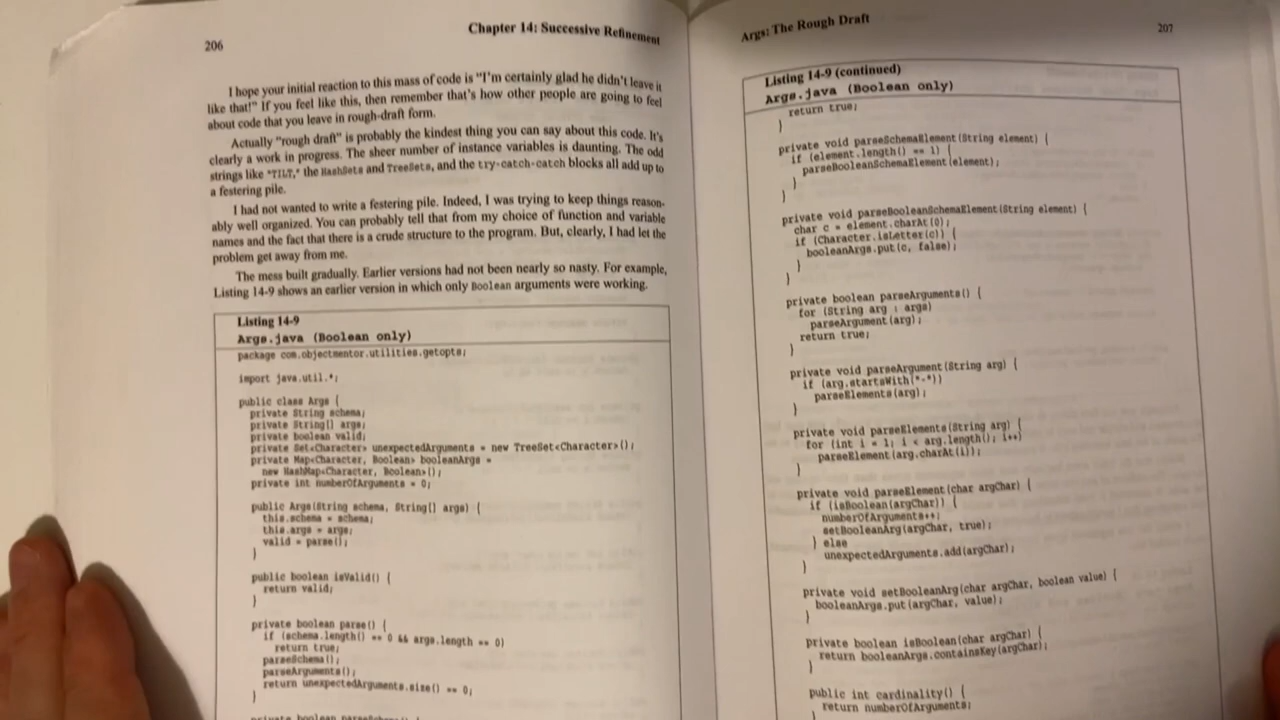 206
Chapter 14: Successive Refinement
I hope your initial reaction to this mass of code is "I'm certainly glad he didn't leave it
like that!" If you feel like this, then remember that's how other people are going to feel
about code that you leave in rough-draft form.
Actually "rough draft" is probably the kindest thing you can say about this code. It's
clearly a work in progress. The sheer number of instance variables is daunting. The odd
strings like "TILT," the HashSets and TreeSets, and the try-catch-catch blocks all add up to
a festering pile.
I had not wanted to write a festering pile. Indeed, I was trying to keep things reason-
ably well organized. You can probably tell that from my choice of function and variable
names and the fact that there is a crude structure to the program. But, clearly, I had let the
problem get away from me.
The mess built gradually. Earlier versions had not been nearly so nasty. For example,
Listing 14-9 shows an earlier version in which only Boolean arguments were working.
Listing 14-9
Args.java (Boolean only)
package com.objectmentor.utilities.getopts;
import java.util.*;
public class Args {
private String schema;
private String[] args;
private boolean valid;
private Set<Character> unexpectedArguments = new TreeSet<Character>();
private Map<Character, Boolean> booleanArgs =
new HashMap<Character, Boolean>();
private int numberOfArguments = 0;
public Args(String schema, String[] args) {
this.schema = schema;
this.args = args;
valid = parse();
}
public boolean isValid() {
return valid;
}
private boolean parse() {
if (schema.length() == 0 && args.length == 0)
return true;
parseSchema();
parseArguments();
return unexpectedArguments.size() == 0;
}
private boolean parseSchema() {
Args: The Rough Draft
207
Listing 14-9 (continued)
Args.java (Boolean only)
return true;
}
private void parseSchemaElement(String element) {
if (element.length() == 1) {
parseBooleanSchemaElement(element);
}
}
private void parseBooleanSchemaElement(String element) {
char c = element.charAt(0);
if (Character.isLetter(c)) {
booleanArgs.put(c, false);
}
}
private boolean parseArguments() {
for (String arg : args)
parseArgument(arg);
return true;
}
private void parseArgument(String arg) {
if (arg.startsWith("-"))
parseElements(arg);
}
private void parseElements(String arg) {
for (int i = 1; i < arg.length(); i++)
parseElement(arg.charAt(i));
}
private void parseElement(char argChar) {
if (isBoolean(argChar)) {
numberOfArguments++;
setBooleanArg(argChar, true);
} else
unexpectedArguments.add(argChar);
}
private void setBooleanArg(char argChar, boolean value) {
booleanArgs.put(argChar, value);
}
private boolean isBoolean(char argChar) {
return booleanArgs.containsKey(argChar);
}
public int cardinality() {
return numberOfArguments;
}